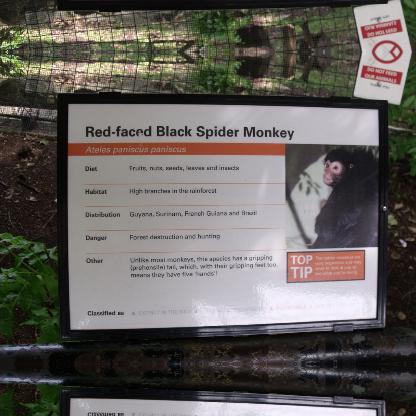 DO NOT FEED
OUR ANIMALS
Red-faced Black Spider Monkey
Ateles paniscus paniscus
Diet Fruits, nuts, seeds, leaves and insects
Habitat High branches in the rainforest
Distribution Guyana, Surinam, French Guiana and Brazil
Danger Forest destruction and hunting
Other Unlike most monkeys, this species has a gripping
(prehensile) tail, which, with their gripping feet too,
means they have five 'hands'!
TOP
TIP
Classified as